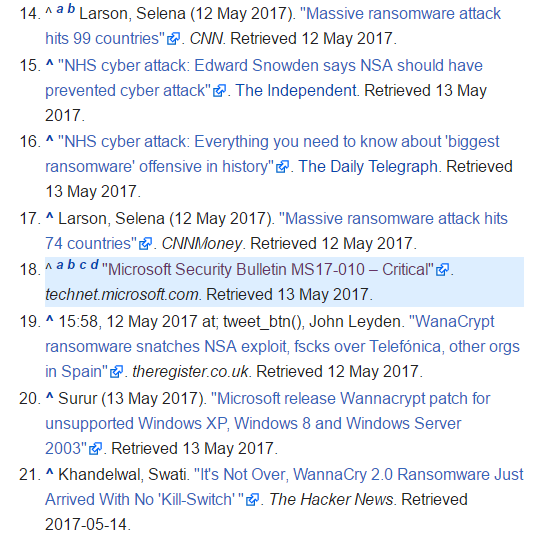 14. ^ a b Larson, Selena (12 May 2017). "Massive ransomware attack
hits 99 countries". CNN. Retrieved 12 May 2017.
15. ^ "NHS cyber attack: Edward Snowden says NSA should have
prevented cyber attack". The Independent. Retrieved 13 May
2017.
16. ^ "NHS cyber attack: Everything you need to know about 'biggest
ransomware' offensive in history". The Daily Telegraph. Retrieved
13 May 2017.
17. ^ Larson, Selena (12 May 2017). "Massive ransomware attack hits
74 countries". CNNMoney. Retrieved 12 May 2017.
18. ^ a b c d "Microsoft Security Bulletin MS17-010 – Critical".
technet.microsoft.com. Retrieved 13 May 2017.
19. ^ 15:58, 12 May 2017 at; tweet_btn(), John Leyden. "WanaCrypt
ransomware snatches NSA exploit, fscks over Telefónica, other orgs
in Spain". theregister.co.uk. Retrieved 12 May 2017.
20. ^ Surur (13 May 2017). "Microsoft release Wannacrypt patch for
unsupported Windows XP, Windows 8 and Windows Server
2003". Retrieved 13 May 2017.
21. ^ Khandelwal, Swati. "It's Not Over, WannaCry 2.0 Ransomware Just
Arrived With No 'Kill-Switch' ". The Hacker News. Retrieved
2017-05-14.